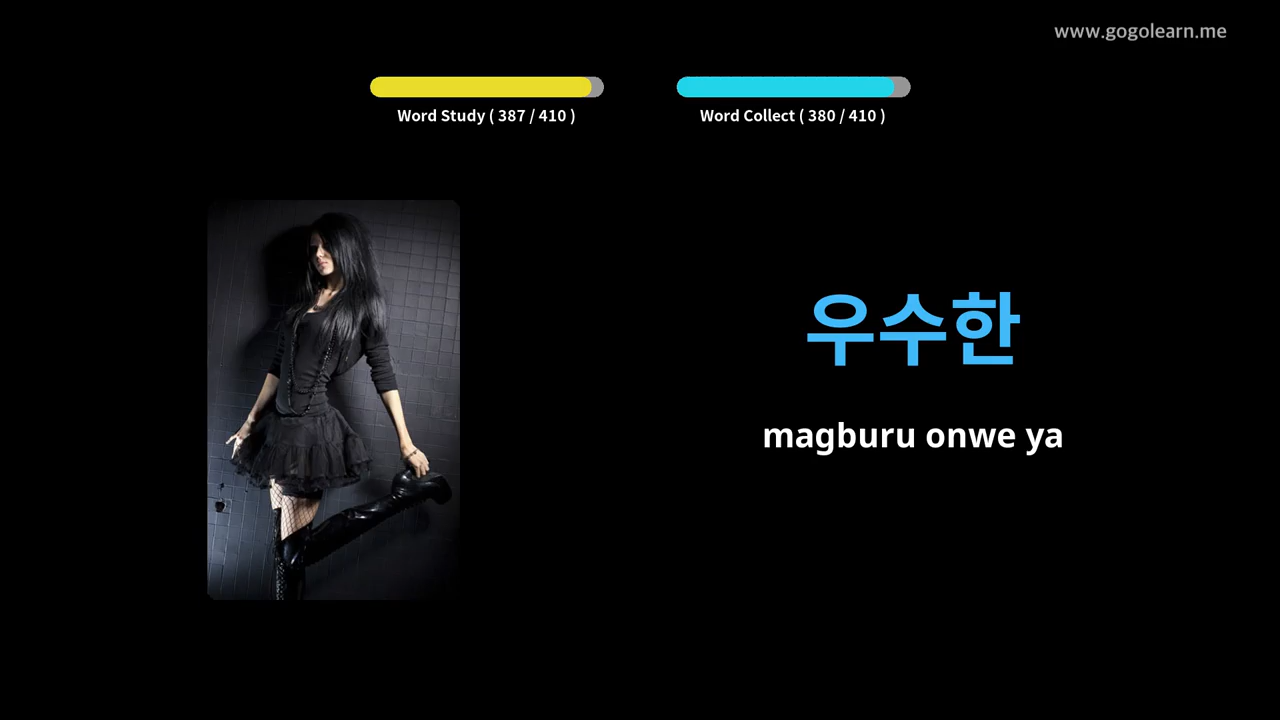 www.gogolearn.me
Word Study ( 387 / 410 )
Word Collect ( 380 / 410 )
우수한
magburu onwe ya